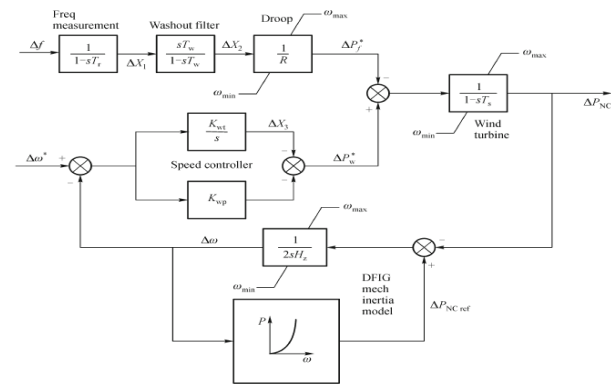 Freq
measurement
Washout filter
Droop
ω_max
Δf
1
1−sT_r
ΔX_1
sT_w
1−sT_w
ΔX_2
1
R
ΔP_f^*
ω_min
−
+
ω_max
1
1−sT_s
ω_min
Wind
turbine
ΔP_NC
K_wt
s
ΔX_3
Δω^*
+
−
Speed controller
−
−
ΔP_w^*
K_wp
ω_max
Δω
1
2sH_e
ω_min
−
+
DFIG
mech
inertia
model
ΔP_NC ref
P
ω